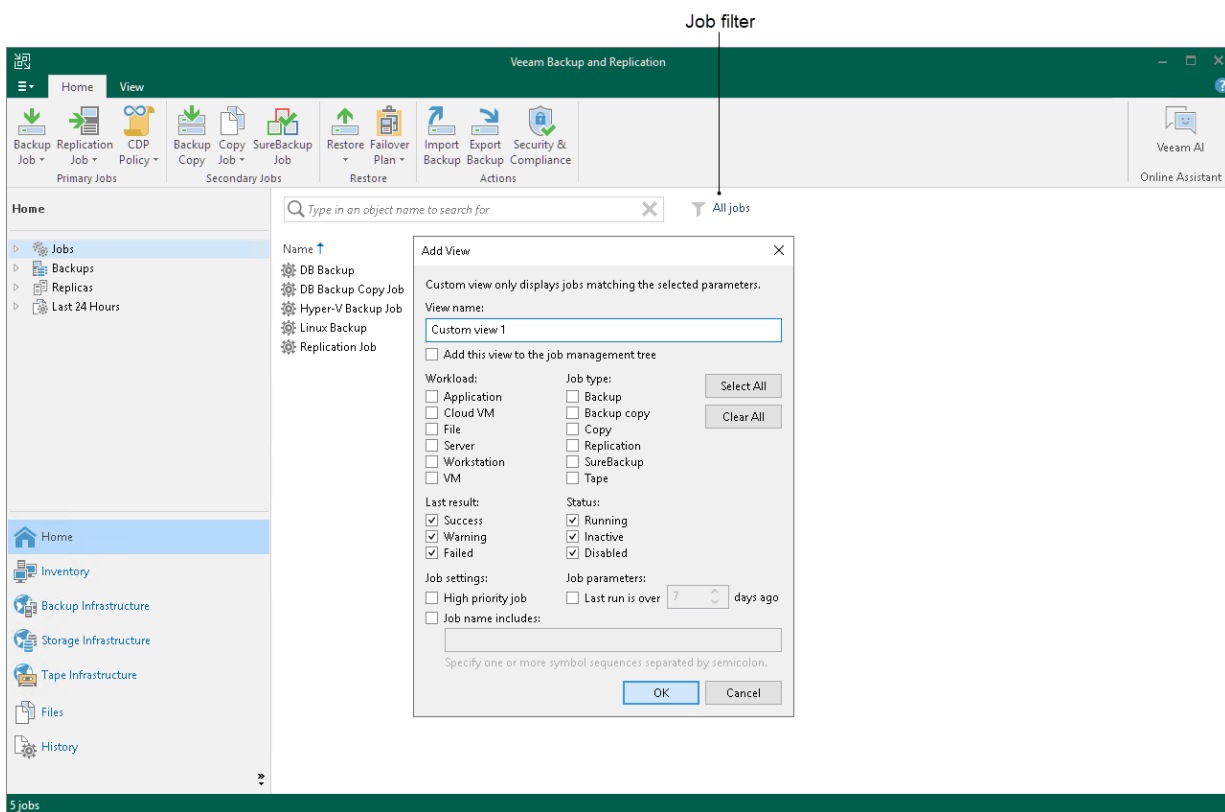 Job filter
Veeam Backup and Replication
Home View
Backup Job Replication Job CDP Policy
Primary Jobs
Backup Copy Copy Job SureBackup Job
Secondary Jobs
Restore Failover Plan
Restore
Import Backup Export Backup Security & Compliance
Actions
Veeam AI
Online Assistant
Home
Type in an object name to search for
All jobs
Jobs
Backups
Replicas
Last 24 Hours
Name
DB Backup
DB Backup Copy Job
Hyper-V Backup Job
Linux Backup
Replication Job
Add View
Custom view only displays jobs matching the selected parameters.
View name:
Custom view 1
Add this view to the job management tree
Workload:
Application
Cloud VM
File
Server
Workstation
VM
Job type:
Backup
Backup copy
Copy
Replication
SureBackup
Tape
Select All
Clear All
Last result:
Success
Warning
Failed
Status:
Running
Inactive
Disabled
Job settings:
High priority job
Job parameters:
Last run is over 7 days ago
Job name includes:
Specify one or more symbol sequences separated by semicolon.
OK Cancel
Home
Inventory
Backup Infrastructure
Storage Infrastructure
Tape Infrastructure
Files
History
5 jobs